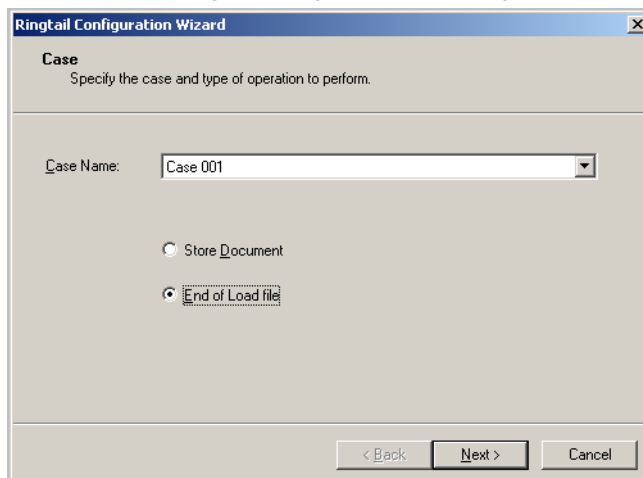 Ringtail Configuration Wizard
Case
Specify the case and type of operation to perform.
Case Name:
Case 001
Store Document
End of Load file
< Back
Next >
Cancel